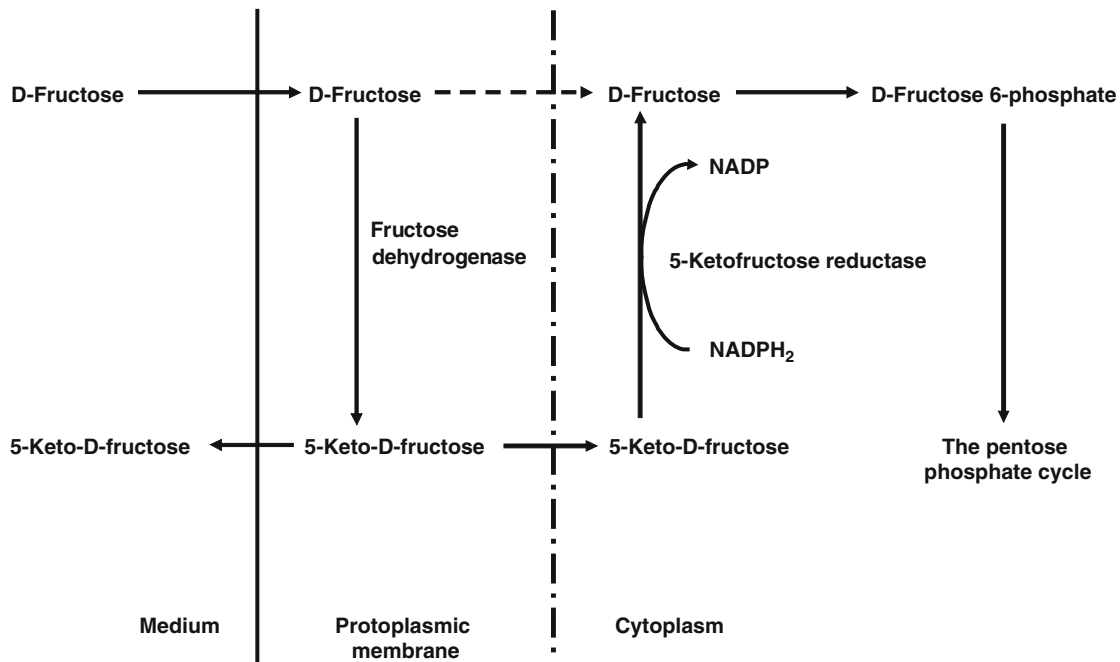 D-Fructose
D-Fructose
D-Fructose
D-Fructose 6-phosphate
NADP
Fructose
dehydrogenase
5-Ketofructose reductase
NADPH₂
5-Keto-D-fructose
5-Keto-D-fructose
5-Keto-D-fructose
The pentose
phosphate cycle
Medium
Protoplasmic
membrane
Cytoplasm